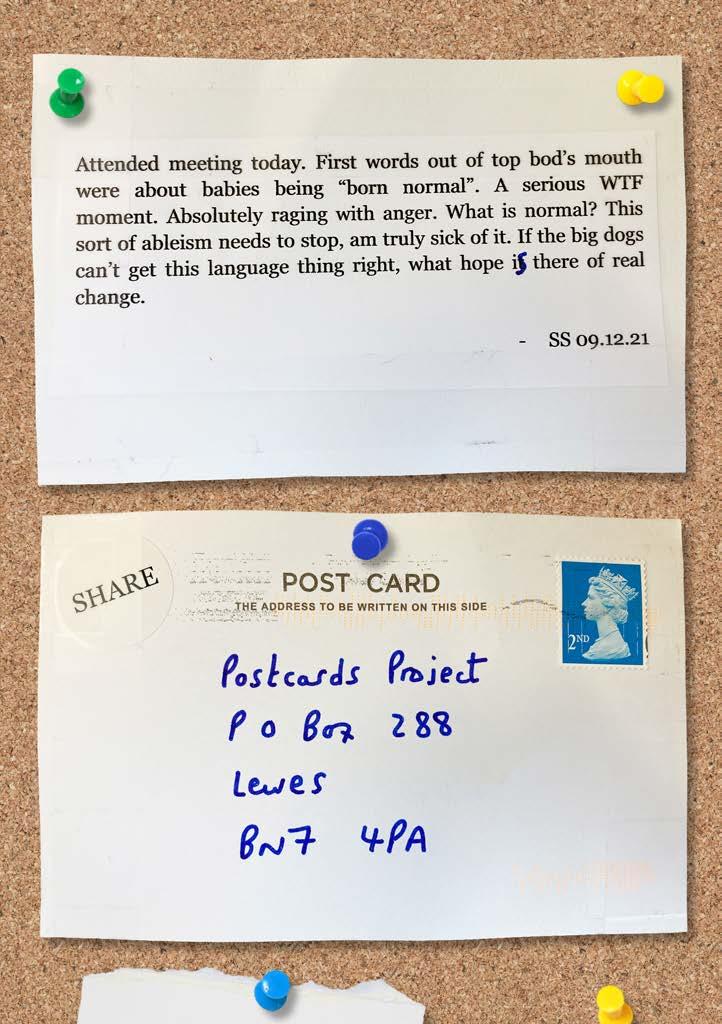 Attended meeting today. First words out of top bod's mouth
were about babies being “born normal”. A serious WTF
moment. Absolutely raging with anger. What is normal? This
sort of ableism needs to stop, am truly sick of it. If the big dogs
can't get this language thing right, what hope is there of real
change.
- SS 09.12.21
SHARE
POST CARD
THE ADDRESS TO BE WRITTEN ON THIS SIDE
2ND
Postcards Project
P O Box 288
Lewes
BN7 4PA